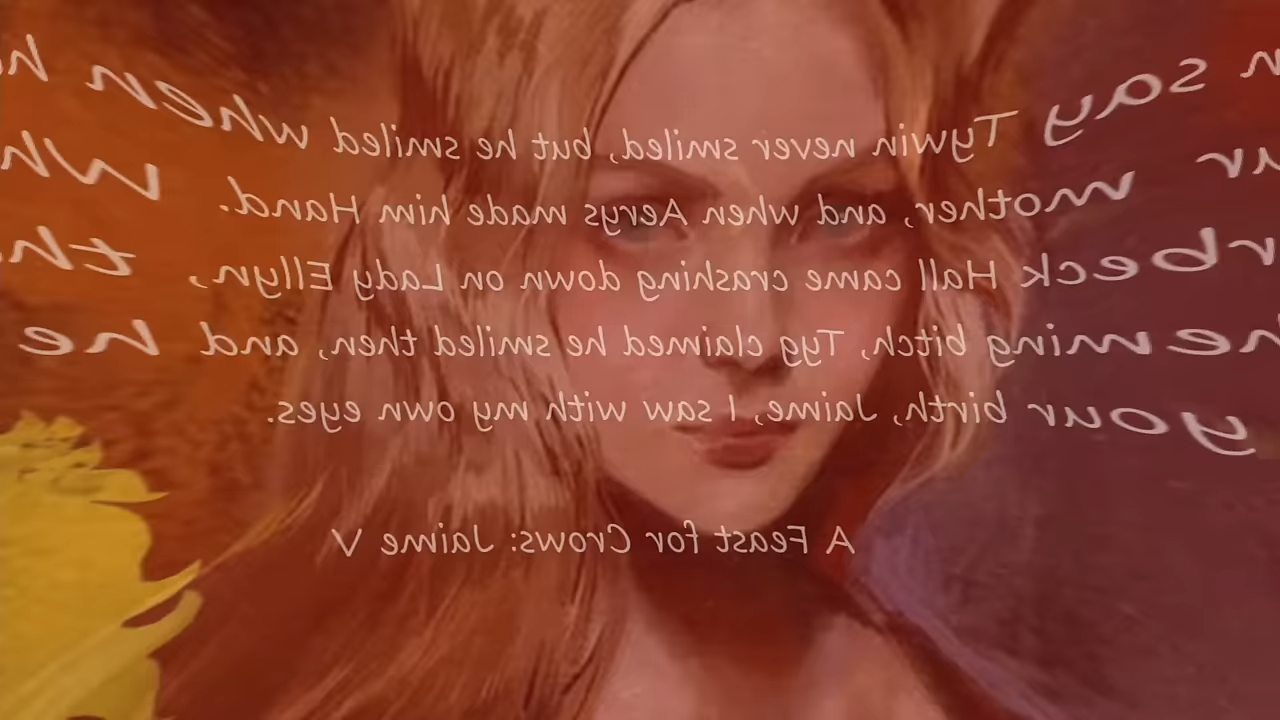 say Tywin never smiled, but he smiled when
mother, and when Aerys made him Hand.
Hall came crashing down on Lady Ellyn,
bitch, Tyg claimed he smiled then, and he
your birth, Jaime, I saw with my own eyes.
A Feast for Crows: Jaime V